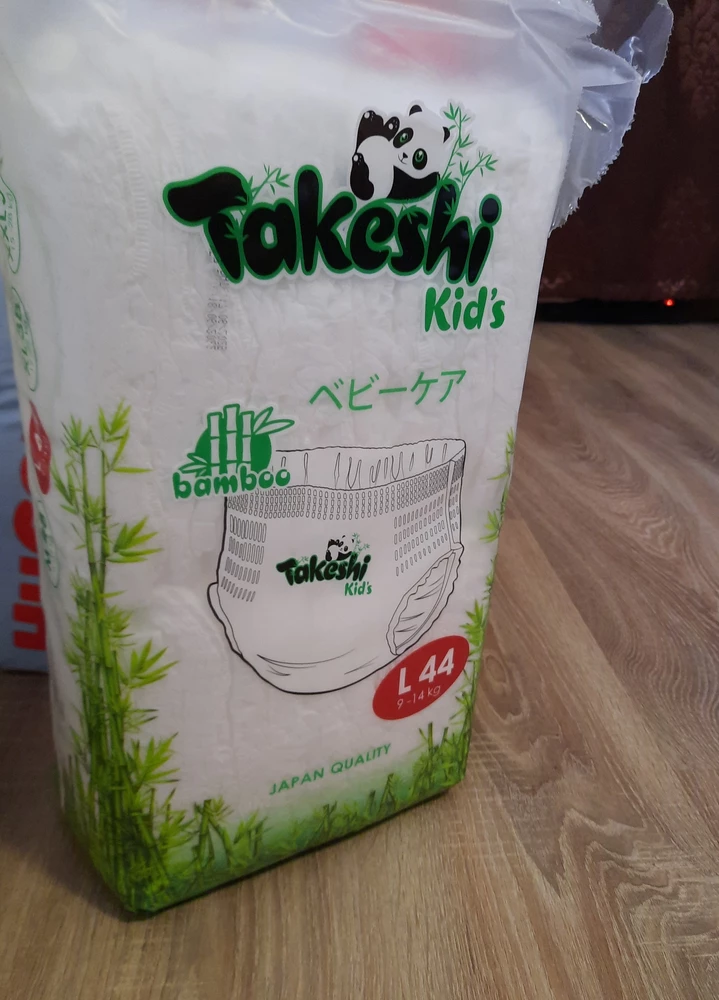 Takeshi
Kid's
ベビーケア
bamboo
Takeshi
Kid's
L 44
9-14 kg
JAPAN QUALITY